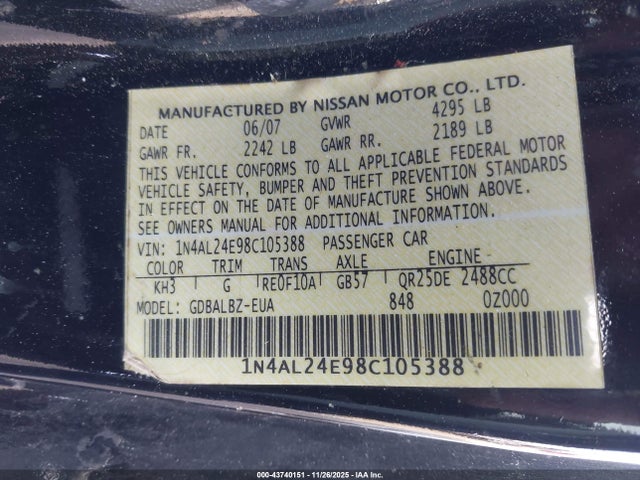 MANUFACTURED BY NISSAN MOTOR CO., LTD.
DATE 06/07 GVWR 4295 LB
GAWR FR. 2242 LB GAWR RR. 2189 LB
THIS VEHICLE CONFORMS TO ALL APPLICABLE FEDERAL MOTOR
VEHICLE SAFETY, BUMPER AND THEFT PREVENTION STANDARDS
IN EFFECT ON THE DATE OF MANUFACTURE SHOWN ABOVE.
SEE OWNERS MANUAL FOR ADDITIONAL INFORMATION.
VIN: 1N4AL24E98C105388 PASSENGER CAR
COLOR TRIM TRANS AXLE ENGINE
KH3 G RE0F10A GB57 QR25DE 2488CC
MODEL: GDBALBZ-EUA 848 0Z000
1N4AL24E98C105388
000-43740151 - 11/26/2025 - IAA Inc.